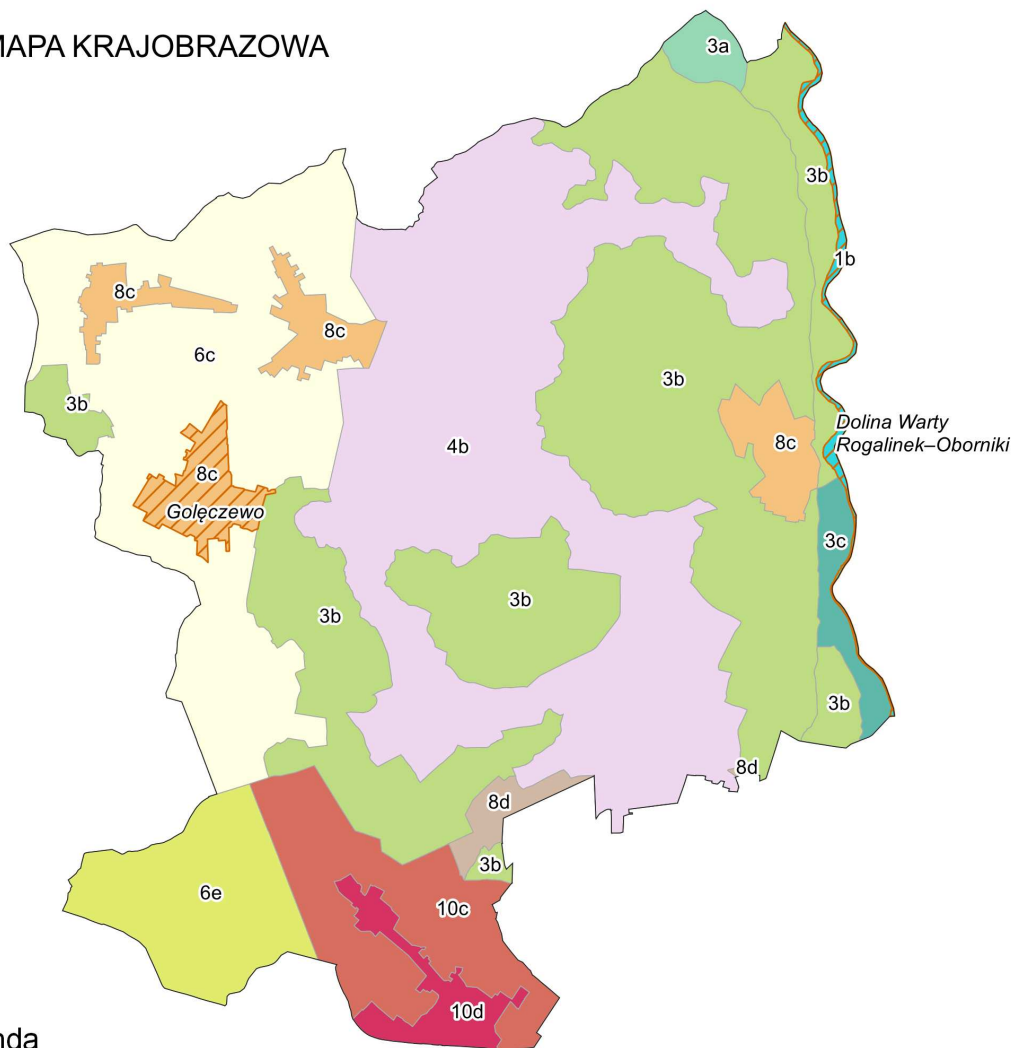 MAPA KRAJOBRAZOWA
3a
3b
1b
8c
8c
6c
3b
3b
4b
8c
Dolina Warty
Rogalinek–Oborniki
8c
Golęczewo
3c
3b
3b
3b
8d
8d
3b
6e
10c
10d
nda